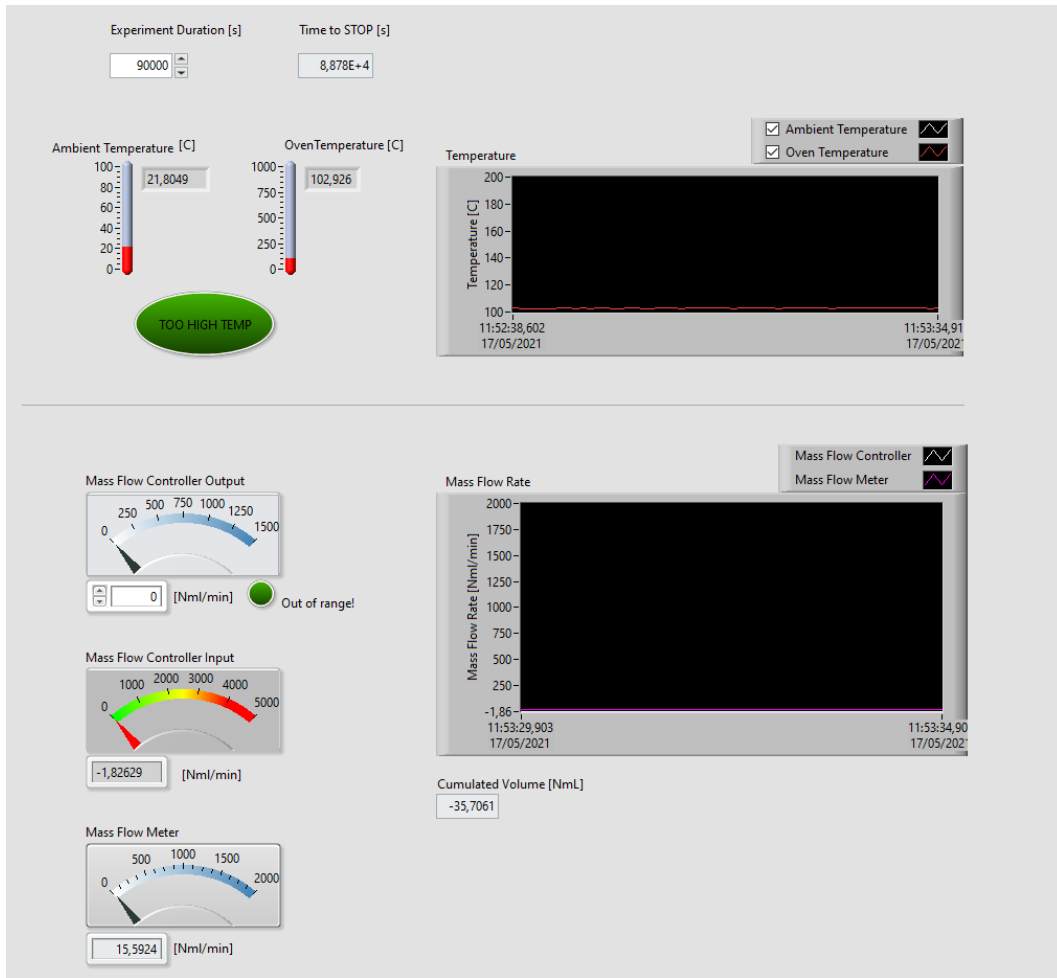 Experiment Duration [s]
Time to STOP [s]
90000
8,878E+4
Ambient Temperature [C]
100
80
60
40
20
0
21,8049
OvenTemperature [C]
1000
750
500
250
0
102,926
TOO HIGH TEMP
Ambient Temperature
Oven Temperature
Temperature
Temperature [C]
200
180
160
140
120
100
11:52:38,602
17/05/2021
11:53:34,91
17/05/202
Mass Flow Controller Output
0 250 500 750 1000 1250 1500
0 [Nml/min]
Out of range!
Mass Flow Controller Input
0 1000 2000 3000 4000 5000
-1,82629 [Nml/min]
Mass Flow Meter
0 500 1000 1500 2000
15,5924 [Nml/min]
Mass Flow Controller
Mass Flow Meter
Mass Flow Rate
Mass Flow Rate [Nml/min]
2000
1750
1500
1250
1000
750
500
250
-1,86
11:53:29,903
17/05/2021
11:53:34,90
17/05/202
Cumulated Volume [NmL]
-35,7061